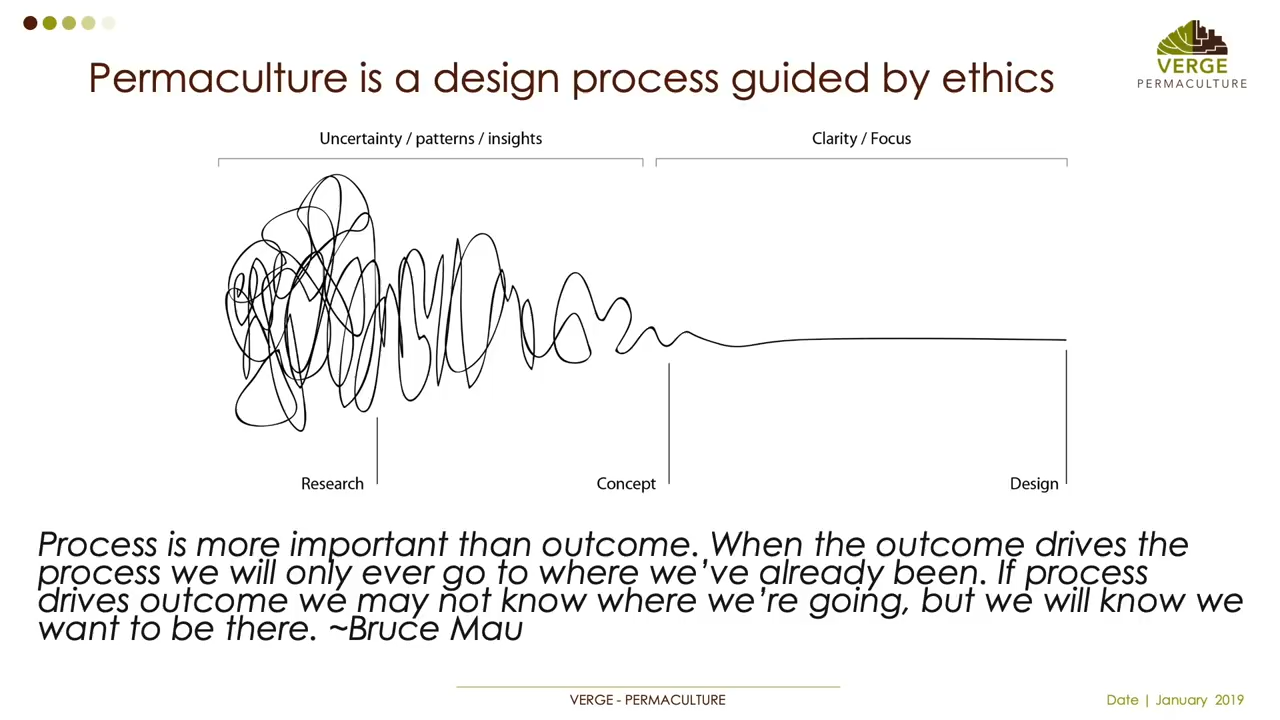 VERGE
PERMACULTURE
Permaculture is a design process guided by ethics
Uncertainty / patterns / insights
Clarity / Focus
Research
Concept
Design
Process is more important than outcome. When the outcome drives the
process we will only ever go to where we’ve already been. If process
drives outcome we may not know where we’re going, but we will know we
want to be there. ~Bruce Mau
VERGE - PERMACULTURE
Date | January 2019